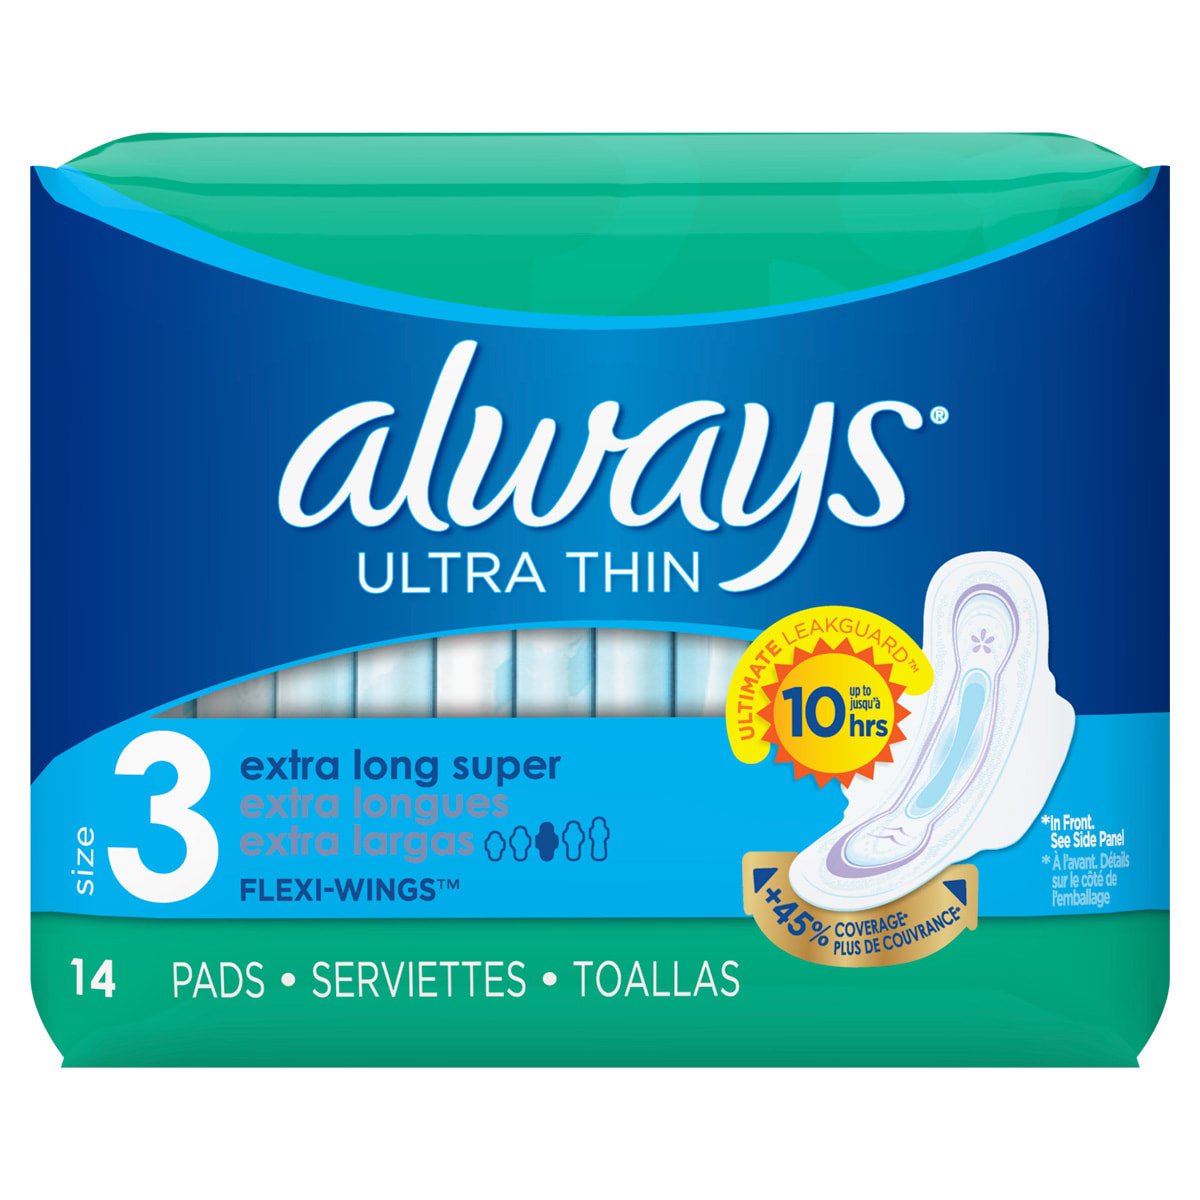 always®
ULTRA THIN
ULTIMATE LEAKGUARD™
10 up to jusqu'à hrs
size 3
extra long super
extra longues
extra largas
FLEXI-WINGS™
*In Front.
See Side Panel
* À l'avant. Détails
sur le côté de
l'emballage
+45% COVERAGE*
PLUS DE COUVRANCE*
14 PADS • SERVIETTES • TOALLAS